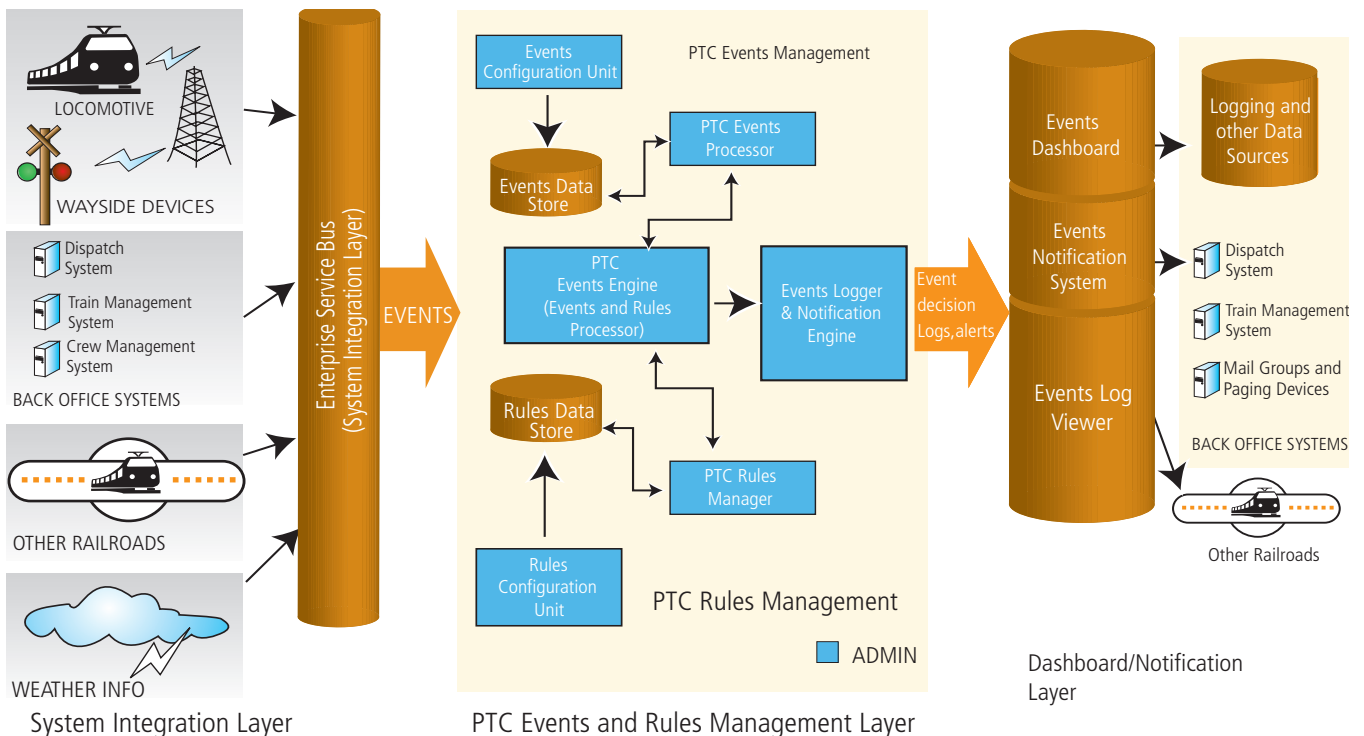 LOCOMOTIVE
WAYSIDE DEVICES
Dispatch
System
Train Management
System
Crew Management
System
BACK OFFICE SYSTEMS
OTHER RAILROADS
WEATHER INFO
System Integration Layer
Enterprise Service Bus
(System Integration Layer)
EVENTS
Events
Configuration Unit
PTC Events Management
PTC Events
Processor
Events Data
Store
PTC
Events Engine
(Events and Rules
Processor)
Events Logger
& Notification
Engine
Rules Data
Store
PTC Rules
Manager
Rules
Configuration
Unit
PTC Rules Management
ADMIN
PTC Events and Rules Management Layer
Event
decision
Logs,alerts
Events
Dashboard
Events
Notification
System
Events Log
Viewer
Logging and
other Data
Sources
Dispatch
System
Train Management
System
Mail Groups and
Paging Devices
BACK OFFICE SYSTEMS
Other Railroads
Dashboard/Notification
Layer